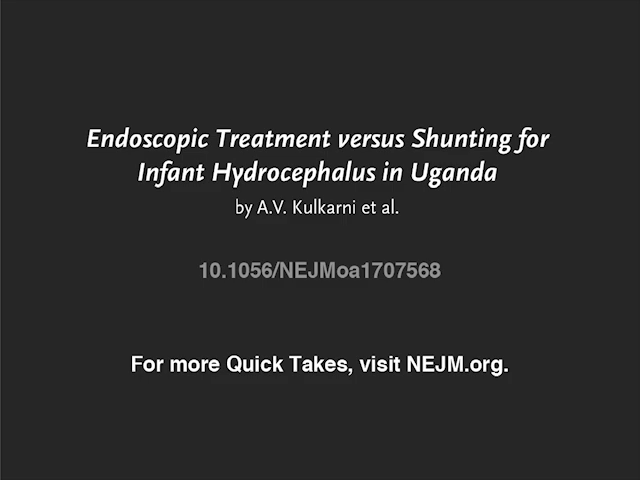 Endoscopic Treatment versus Shunting for
Infant Hydrocephalus in Uganda
by A.V. Kulkarni et al.
10.1056/NEJMoa1707568
For more Quick Takes, visit NEJM.org.